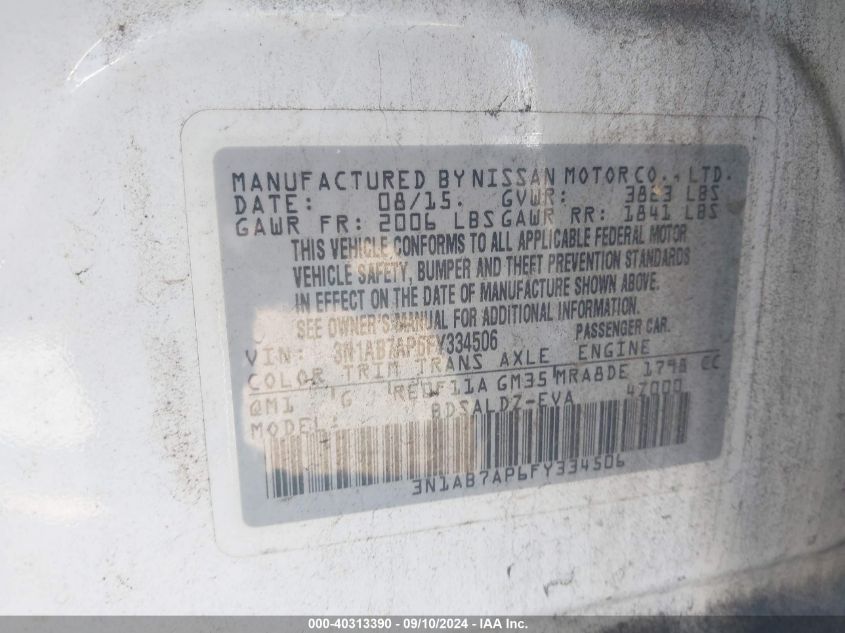 MANUFACTURED BY NISSAN MOTOR CO., LTD.
DATE: 08/15. GVWR: 3823 LBS
GAWR FR: 2006 LBS GAWR RR: 1841 LBS
THIS VEHICLE CONFORMS TO ALL APPLICABLE FEDERAL MOTOR
VEHICLE SAFETY, BUMPER AND THEFT PREVENTION STANDARDS
IN EFFECT ON THE DATE OF MANUFACTURE SHOWN ABOVE.
SEE OWNER'S MANUAL FOR ADDITIONAL INFORMATION.
VIN: 3N1AB7AP6FY334506 PASSENGER CAR.
COLOR TRIM TRANS AXLE ENGINE
QM1 G RE0F11A GM35 MRA8DE 1798 CC
MODEL: BDSALDZ-EVA 47000
3N1AB7AP6FY334506
000-40313390 - 09/10/2024 - IAA, Inc.